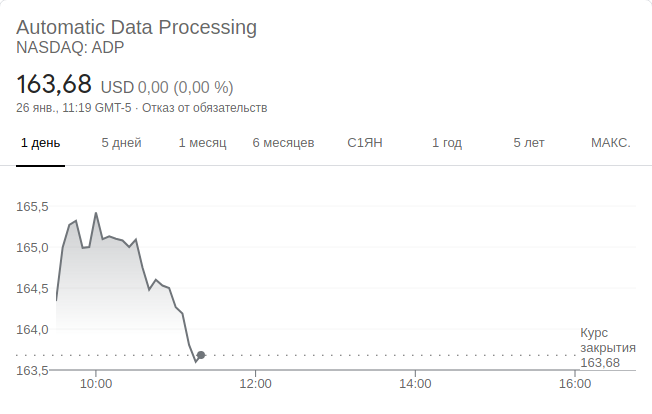 Automatic Data Processing
NASDAQ: ADP
163,68 USD 0,00 (0,00 %)
26 янв., 11:19 GMT-5 · Отказ от обязательств
1 день 5 дней 1 месяц 6 месяцев С1ЯН 1 год 5 лет МАКС.
165,5
165,0
164,5
164,0
163,5
Курс
закрытия
163,68
10:00 12:00 14:00 16:00